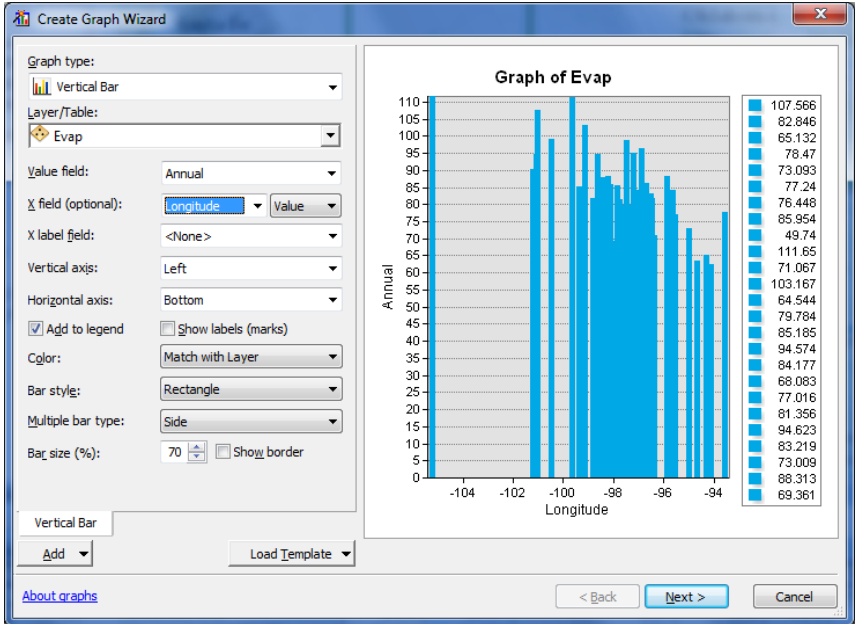 Create Graph Wizard
Graph type:
Vertical Bar
Layer/Table:
Evap
Value field:
Annual
X field (optional):
Longitude
Value
X label field:
<None>
Vertical axis:
Left
Horizontal axis:
Bottom
Add to legend
Show labels (marks)
Color:
Match with Layer
Bar style:
Rectangle
Multiple bar type:
Side
Bar size (%):
70
Show border
Vertical Bar
Add
Load Template
Graph of Evap
110
105
100
95
90
85
80
75
70
65
60
55
50
45
40
35
30
25
20
15
10
5
0
Annual
-104
-102
-100
-98
-96
-94
Longitude
107.566
82.846
65.132
78.47
73.093
77.24
76.448
85.954
49.74
111.65
71.067
103.167
64.544
79.784
85.185
94.574
84.177
68.083
77.016
81.356
94.623
83.219
73.009
88.313
69.361
About graphs
< Back
Next >
Cancel